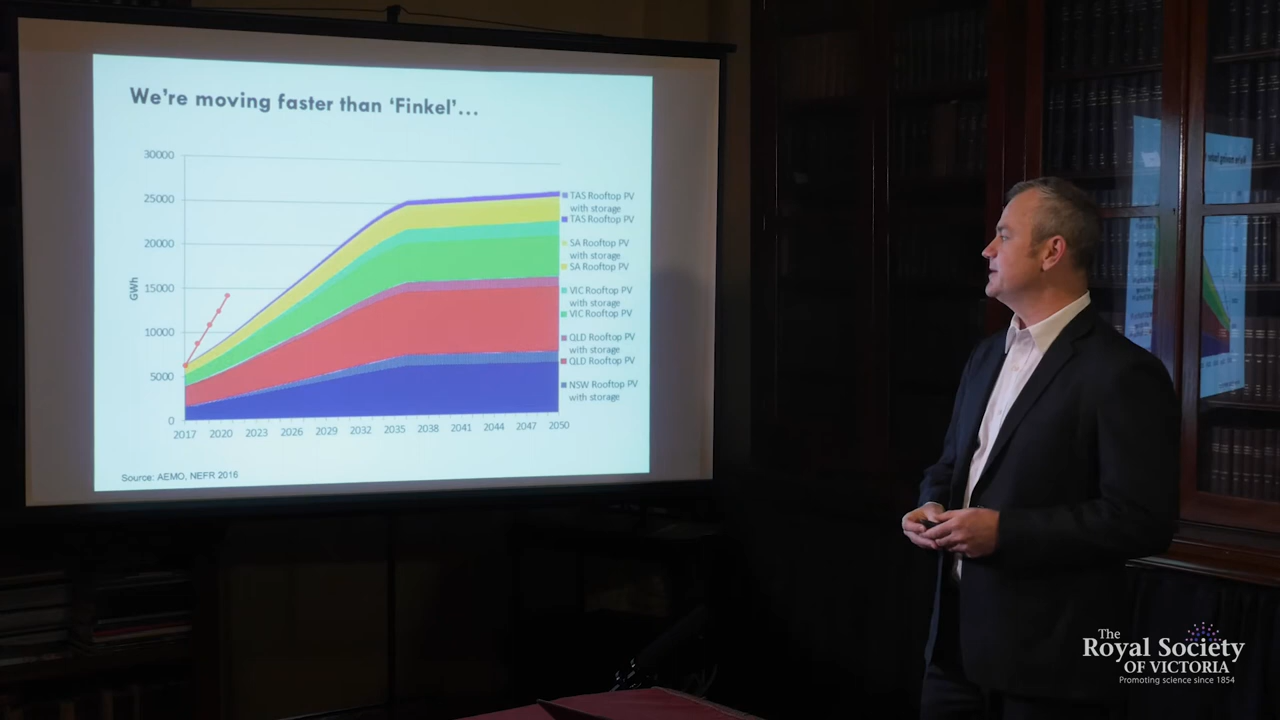 We're moving faster than 'Finkel'...
30000
25000
20000
15000
10000
5000
0
GWh
2017 2020 2023 2026 2029 2032 2035 2038 2041 2044 2047 2050
TAS Rooftop PV
with storage
TAS Rooftop PV
SA Rooftop PV
with storage
SA Rooftop PV
VIC Rooftop PV
with storage
VIC Rooftop PV
QLD Rooftop PV
with storage
QLD Rooftop PV
NSW Rooftop PV
with storage
Source: AEMO, NEFR 2016
The
Royal Society
OF VICTORIA
Promoting science since 1854